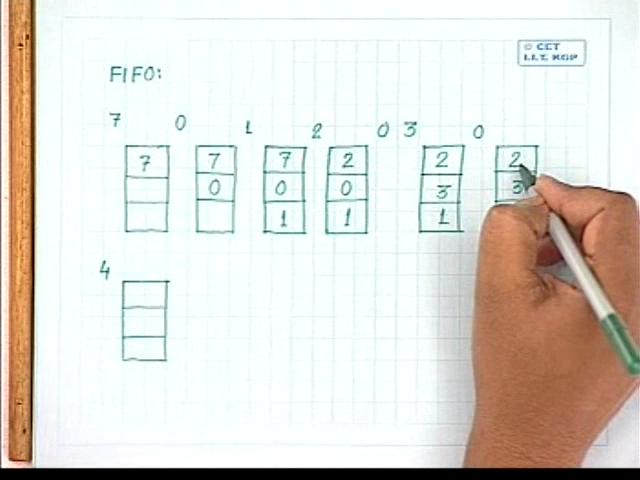 © CET
I.I.T. KGP
FIFO:
7 0 1 2 0 3 0
7 7 7 2 2 2
0 0 0 3 3
1 1 1
4